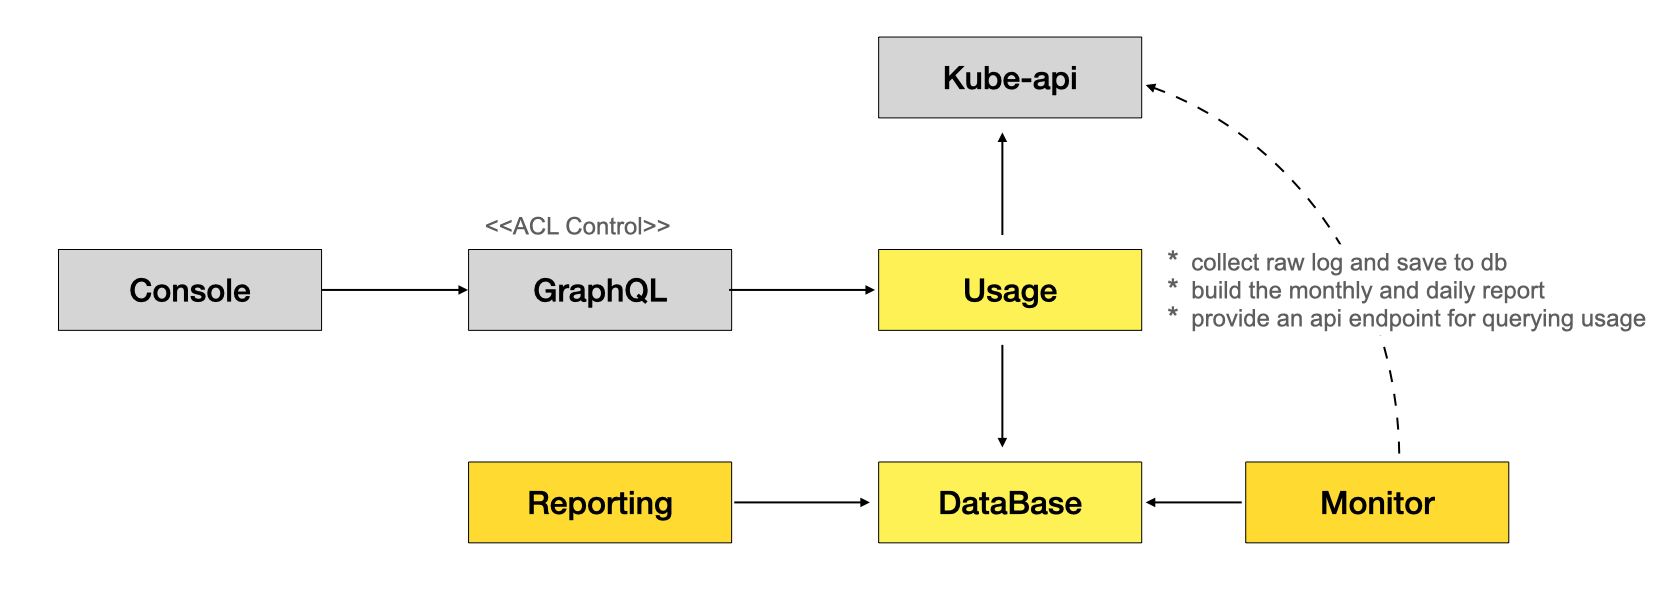 Kube-api
<<ACL Control>>
Console
GraphQL
Usage
* collect raw log and save to db
* build the monthly and daily report
* provide an api endpoint for querying usage
Reporting
DataBase
Monitor